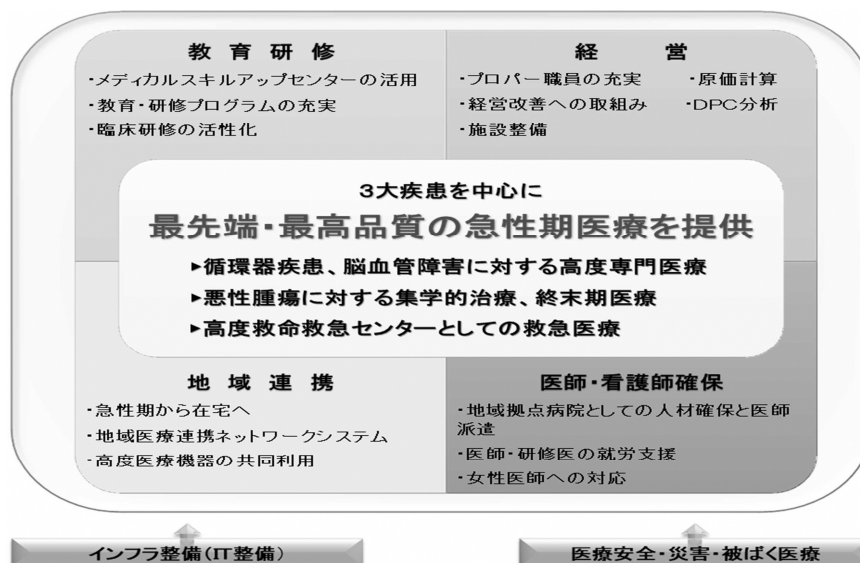 教育研修
・メディカルスキルアップセンターの活用
・教育・研修プログラムの充実
・臨床研修の活性化
経営
・プロパー職員の充実 ・原価計算
・経営改善への取組み ・DPC分析
・施設整備
3大疾患を中心に
最先端・最高品質の急性期医療を提供
▸循環器疾患、脳血管障害に対する高度専門医療
▸悪性腫瘍に対する集学的治療、終末期医療
▸高度救命救急センターとしての救急医療
地域連携
・急性期から在宅へ
・地域医療連携ネットワークシステム
・高度医療機器の共同利用
医師・看護師確保
・地域拠点病院としての人材確保と医師
派遣
・医師・研修医の就労支援
・女性医師への対応
インフラ整備(IT整備)
医療安全・災害・被ばく医療